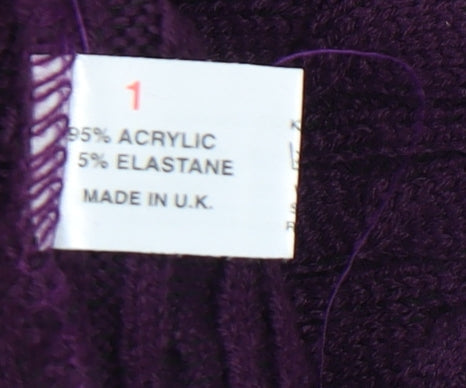 1
95% ACRYLIC
5% ELASTANE
MADE IN U.K.